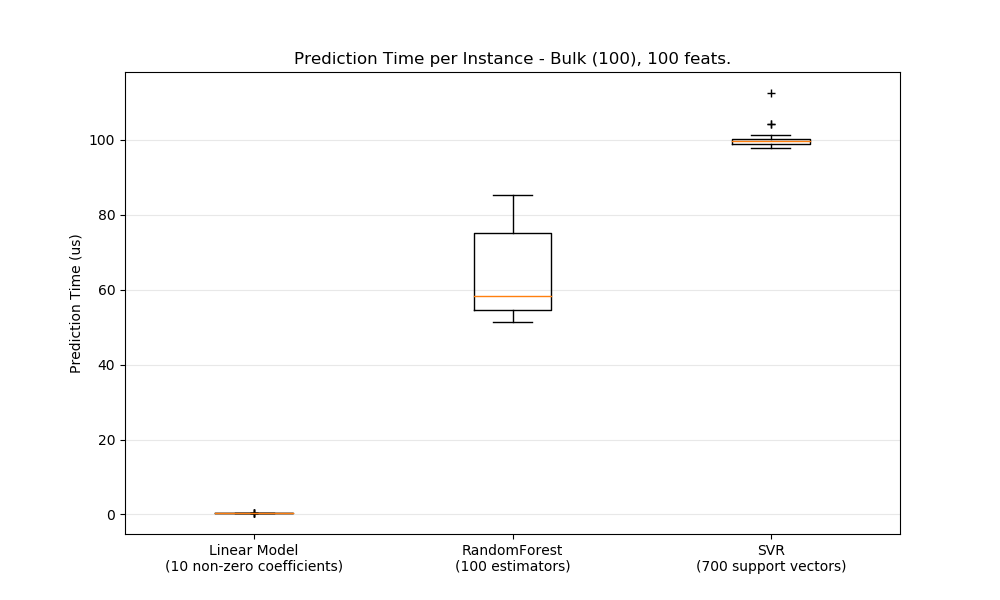 Prediction Time per Instance - Bulk (100), 100 feats.
Prediction Time (us)
100
80
60
40
20
0
Linear Model
(10 non-zero coefficients)
RandomForest
(100 estimators)
SVR
(700 support vectors)